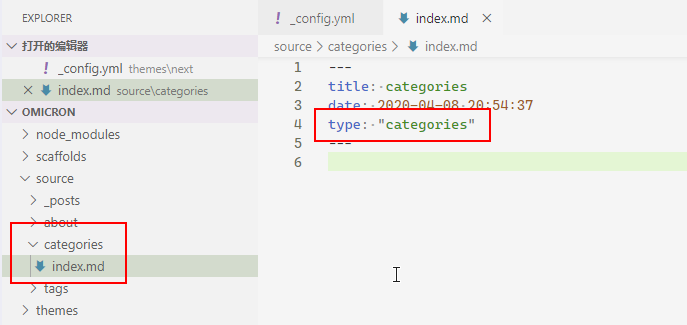 EXPLORER
打开的编辑器
! _config.yml themes\next
× index.md source\categories
OMICRON
node_modules
scaffolds
source
_posts
about
categories
index.md
tags
themes
! _config.yml
index.md ×
source > categories > index.md
1 ---
2 title: categories
3 date: 2020-04-08 20:54:37
4 type: "categories"
5 ---
6